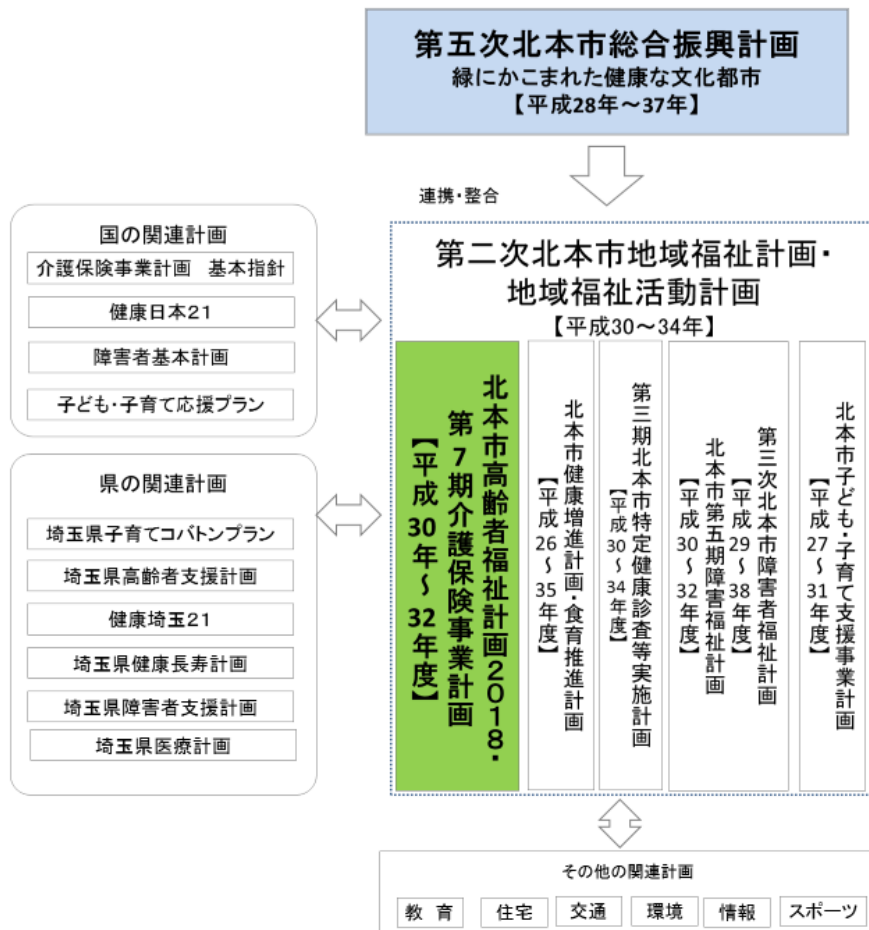 第五次北本市総合振興計画
緑にかこまれた健康な文化都市
【平成28年～37年】
連携・整合
国の関連計画
介護保険事業計画 基本指針
健康日本21
障害者基本計画
子ども・子育て応援プラン
県の関連計画
埼玉県子育てコバトンプラン
埼玉県高齢者支援計画
健康埼玉21
埼玉県健康長寿計画
埼玉県障害者支援計画
埼玉県医療計画
第二次北本市地域福祉計画・
地域福祉活動計画
【平成30～34年】
北本市高齢者福祉計画２０１８・
第７期介護保険事業計画
【平成30年～32年度】
北本市健康増進計画・食育推進計画
【平成26～35年度】
第三期北本市特定健康診査等実施計画
【平成30～34年度】
第三次北本市障害者福祉計画
【平成29～38年度】
北本市第五期障害福祉計画
【平成30～32年度】
北本市子ども・子育て支援事業計画
【平成27～31年度】
その他の関連計画
教 育
住宅
交通
環境
情報
スポーツ